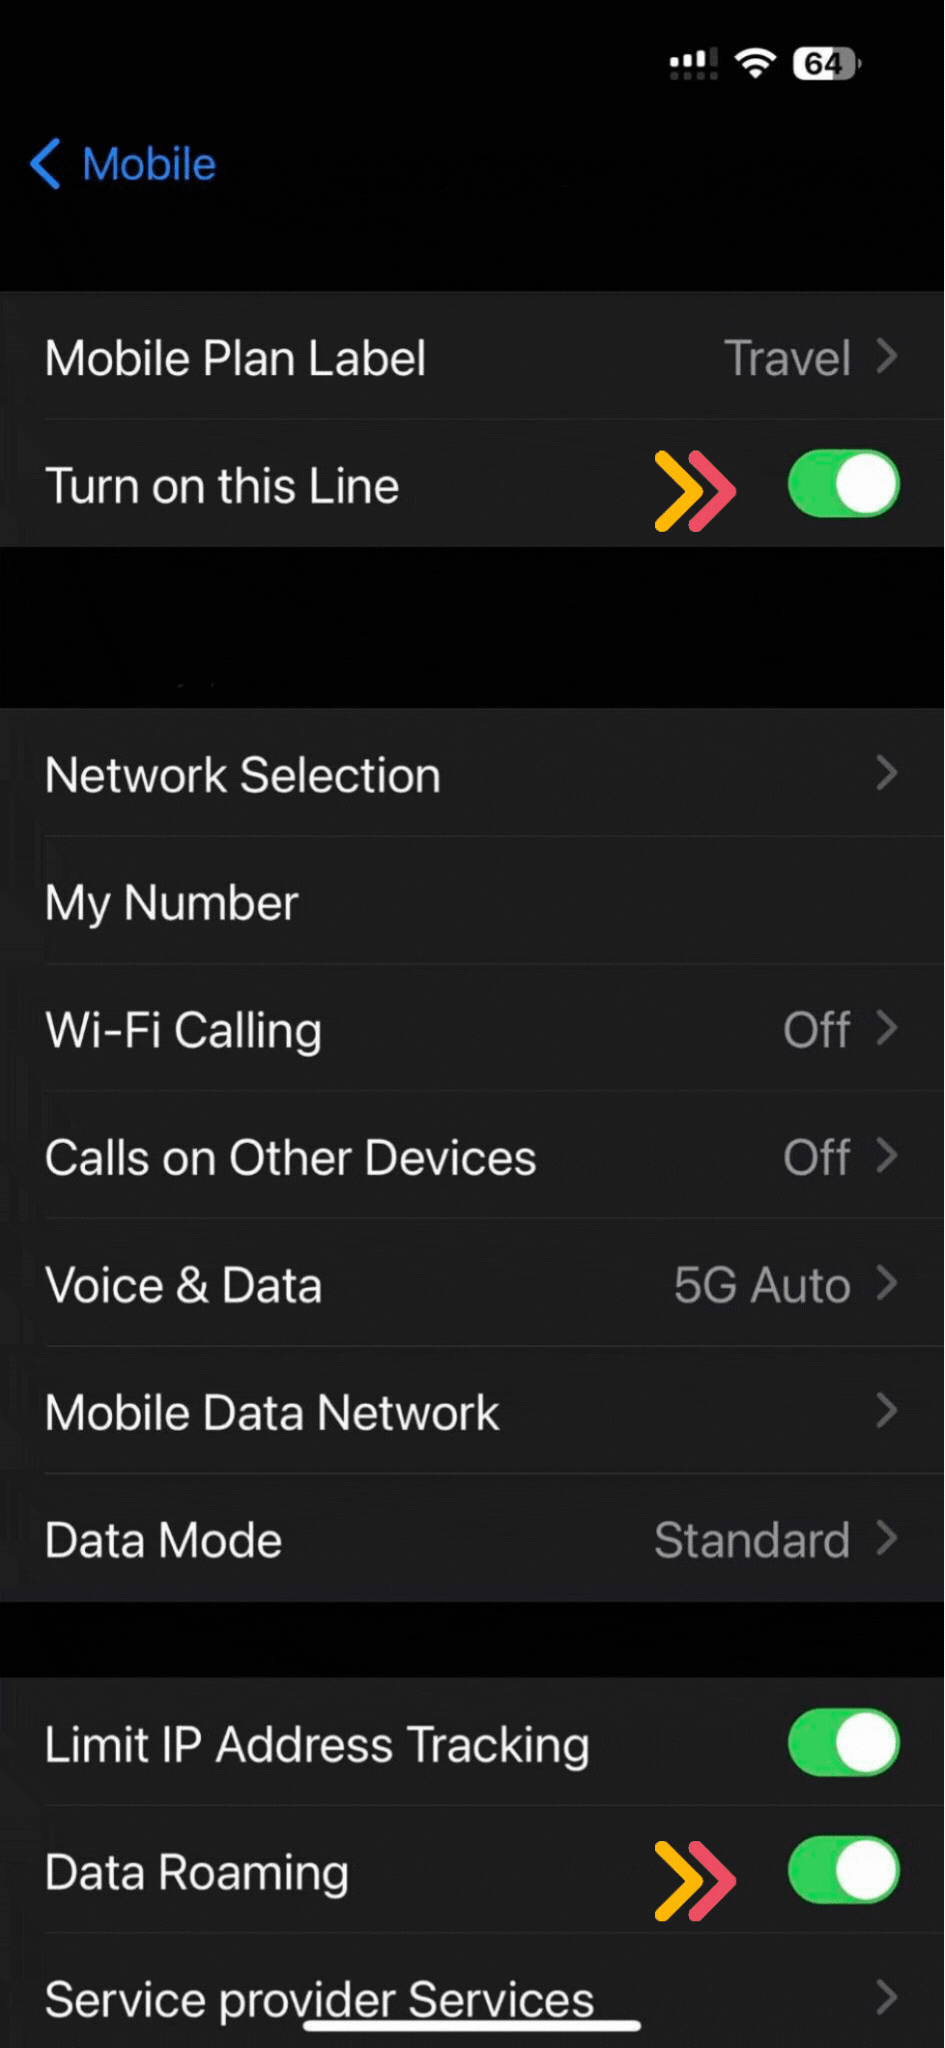 64
Mobile
Mobile Plan Label Travel
Turn on this Line
Network Selection
My Number
Wi-Fi Calling Off
Calls on Other Devices Off
Voice & Data 5G Auto
Mobile Data Network
Data Mode Standard
Limit IP Address Tracking
Data Roaming
Service provider Services